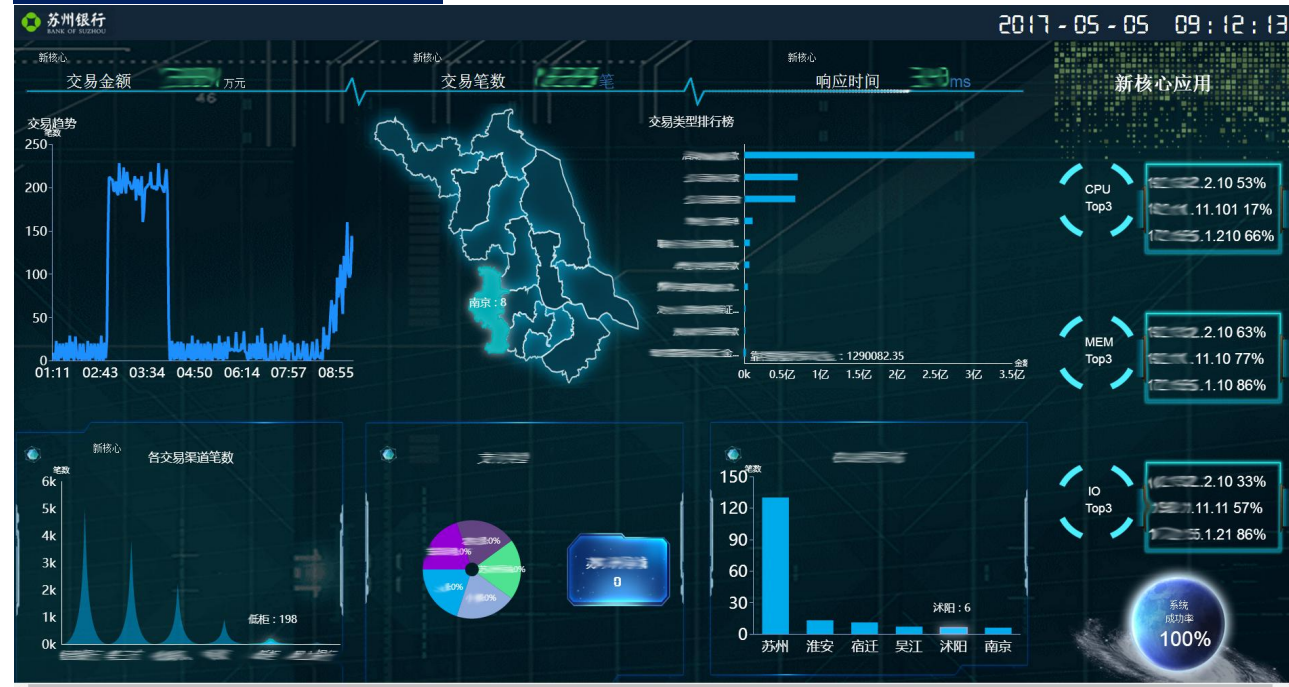 苏州银行
BANK OF SUZHOU
2017-05-05 09:12:13
新核心
交易金额 万元
46
新核心
交易笔数 笔
新核心
响应时间 ms
新核心应用
交易趋势
笔数
250
200
150
100
50
0
01:11 02:43 03:34 04:50 06:14 07:57 08:55
南京 : 8
交易类型排行榜
: 1290082.35
金额
0k 0.5亿 1亿 1.5亿 2亿 2.5亿 3亿 3.5亿
CPU
Top3
.2.10 53%
.11.101 17%
.1.210 66%
MEM
Top3
.2.10 63%
.11.10 77%
.1.10 86%
IO
Top3
.2.10 33%
.11.11 57%
.1.21 86%
系统
成功率
100%
新核心
各交易渠道笔数
笔数
6k
5k
4k
3k
2k
1k
0k
低柜 : 198
0%
0%
0%
0%
0%
0
笔数
150
120
90
60
30
0
沭阳 : 6
苏州 淮安 宿迁 吴江 沭阳 南京